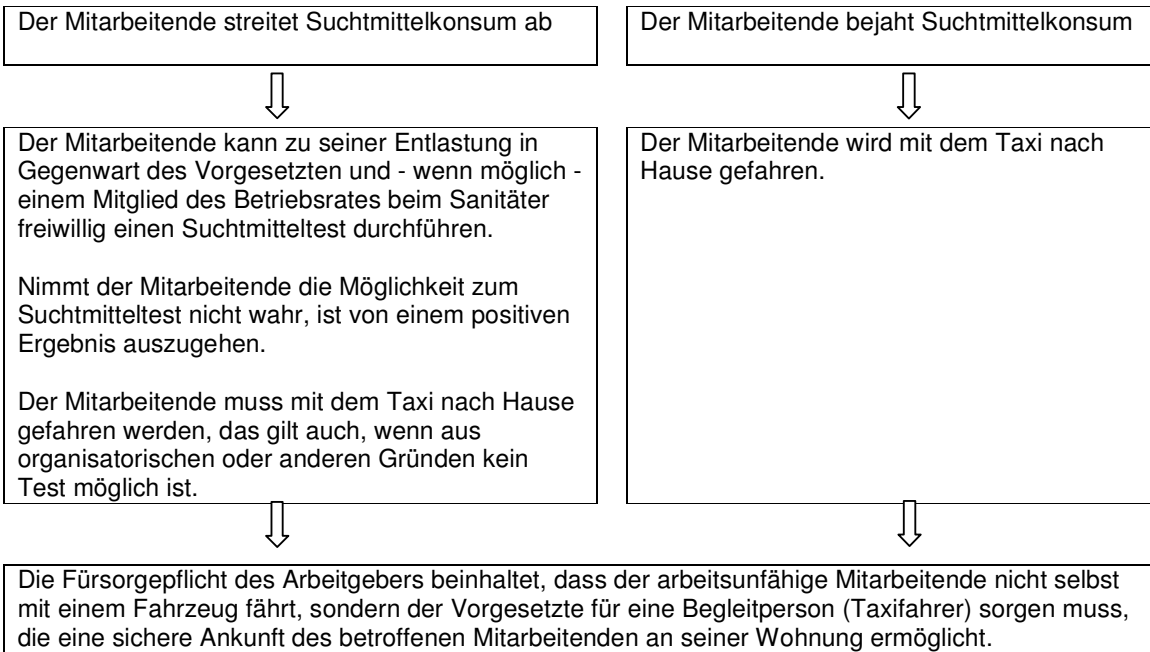 Der Mitarbeitende streitet Suchtmittelkonsum ab
Der Mitarbeitende kann zu seiner Entlastung in
Gegenwart des Vorgesetzten und - wenn möglich -
einem Mitglied des Betriebsrates beim Sanitäter
freiwillig einen Suchtmitteltest durchführen.
Nimmt der Mitarbeitende die Möglichkeit zum
Suchtmitteltest nicht wahr, ist von einem positiven
Ergebnis auszugehen.
Der Mitarbeitende muss mit dem Taxi nach Hause
gefahren werden, das gilt auch, wenn aus
organisatorischen oder anderen Gründen kein
Test möglich ist.
Der Mitarbeitende bejaht Suchtmittelkonsum
Der Mitarbeitende wird mit dem Taxi nach
Hause gefahren.
Die Fürsorgepflicht des Arbeitgebers beinhaltet, dass der arbeitsunfähige Mitarbeitende nicht selbst
mit einem Fahrzeug fährt, sondern der Vorgesetzte für eine Begleitperson (Taxifahrer) sorgen muss,
die eine sichere Ankunft des betroffenen Mitarbeitenden an seiner Wohnung ermöglicht.